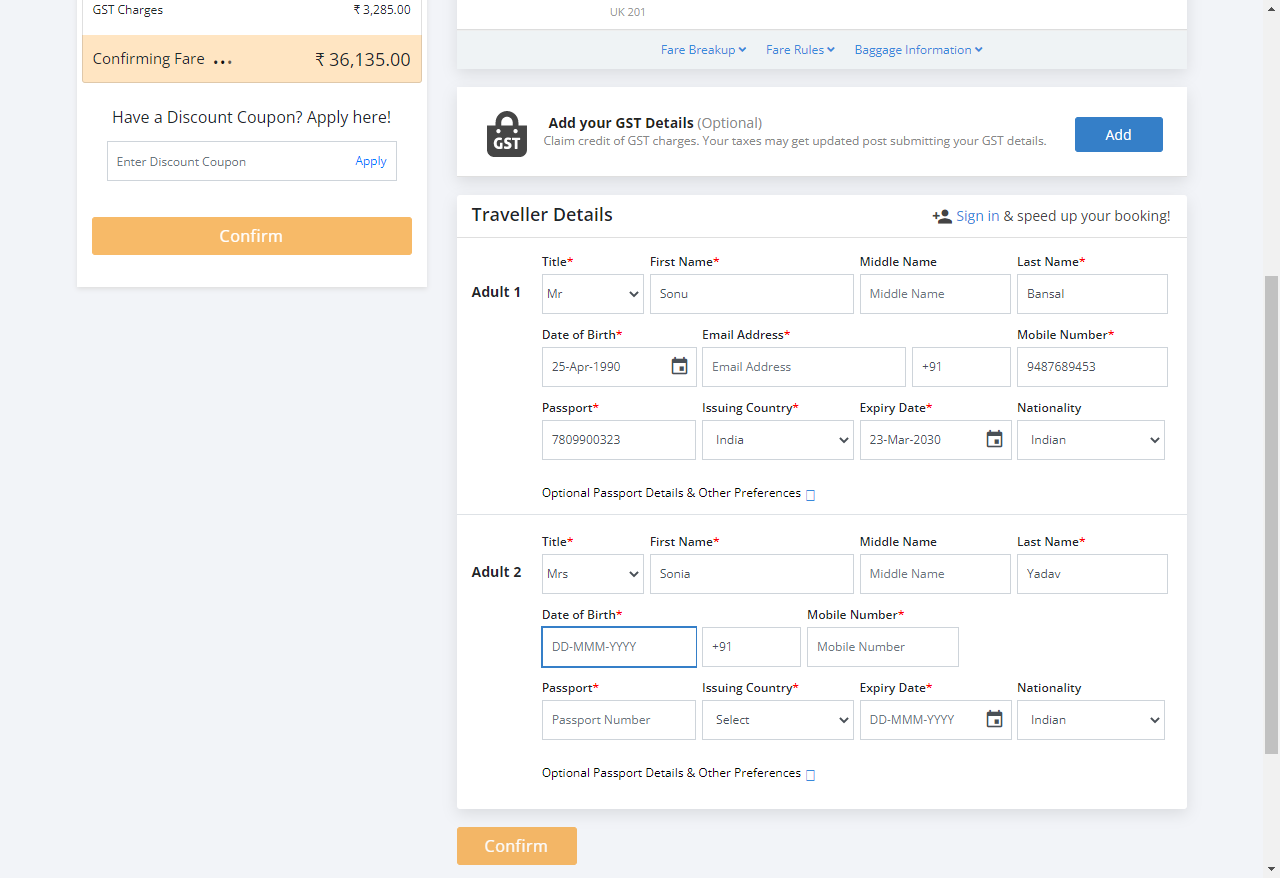 GST Charges ₹ 3,285.00
Confirming Fare ... ₹ 36,135.00
Have a Discount Coupon? Apply here!
Enter Discount Coupon Apply
Confirm
UK 201
Fare Breakup Fare Rules Baggage Information
GST
Add your GST Details (Optional)
Claim credit of GST charges. Your taxes may get updated post submitting your GST details.
Add
Traveller Details
Sign in & speed up your booking!
Title* First Name* Middle Name Last Name*
Adult 1 Mr Sonu Middle Name Bansal
Date of Birth* Email Address* Mobile Number*
25-Apr-1990 Email Address +91 9487689453
Passport* Issuing Country* Expiry Date* Nationality
7809900323 India 23-Mar-2030 Indian
Optional Passport Details & Other Preferences
Title* First Name* Middle Name Last Name*
Adult 2 Mrs Sonia Middle Name Yadav
Date of Birth* Mobile Number*
DD-MMM-YYYY +91 Mobile Number
Passport* Issuing Country* Expiry Date* Nationality
Passport Number Select DD-MMM-YYYY Indian
Optional Passport Details & Other Preferences
Confirm